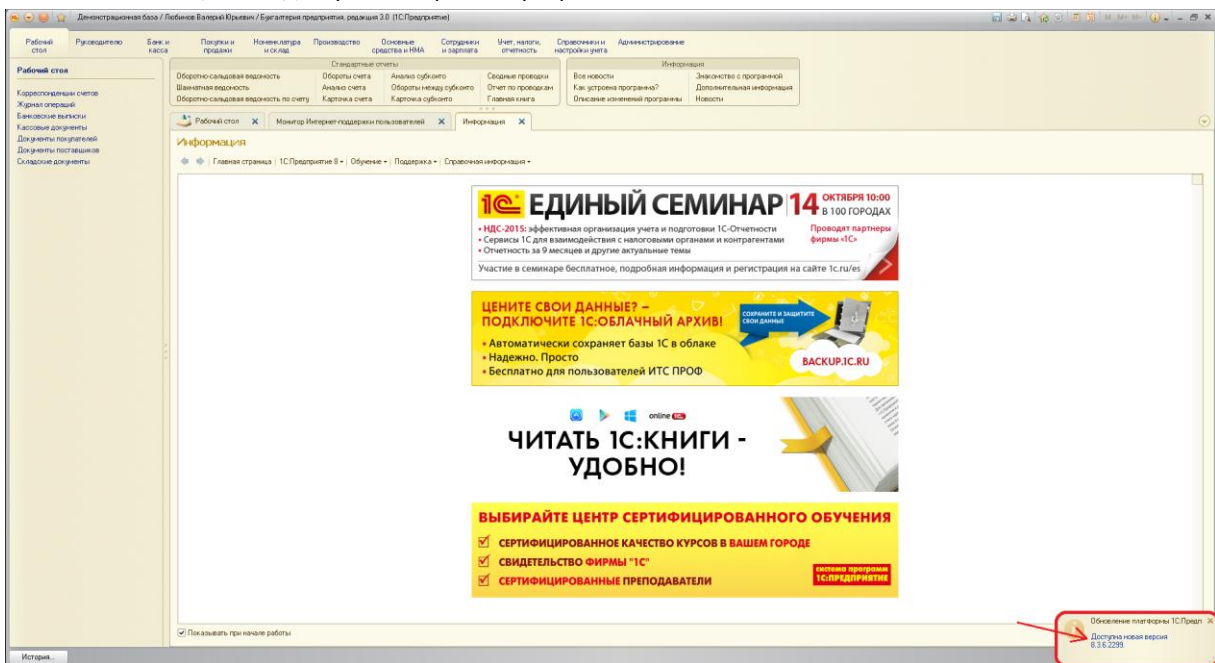 Демонстрационная база / Любимов Валерий Юрьевич / Бухгалтерия предприятия, редакция 3.0 (1С:Предприятие)
M M+ M-
Рабочий стол
Руководителю
Банк и касса
Покупки и продажи
Номенклатура и склад
Производство
Основные средства и НМА
Сотрудники и зарплата
Учет, налоги, отчетность
Справочники и настройки учета
Администрирование
Рабочий стол
Корреспонденции счетов
Журнал операций
Банковские выписки
Кассовые документы
Документы покупателей
Документы поставщиков
Складские документы
Стандартные отчеты
Оборотно-сальдовая ведомость Обороты счета Анализ субконто Сводные проводки
Шахматная ведомость Анализ счета Обороты между субконто Отчет по проводкам
Оборотно-сальдовая ведомость по счету Карточка счета Карточка субконто Главная книга
Информация
Все новости Знакомство с программой
Как устроена программа? Дополнительная информация
Описание изменений программы Новости
Рабочий стол Монитор Интернет-поддержки пользователей Информация
Информация
Главная страница 1С:Предприятие 8 Обучение Поддержка Справочная информация
1С ЕДИНЫЙ СЕМИНАР 14 ОКТЯБРЯ 10:00
В 100 ГОРОДАХ
• НДС-2015: эффективная организация учета и подготовки 1С-Отчетности
• Сервисы 1С для взаимодействия с налоговыми органами и контрагентами
• Отчетность за 9 месяцев и другие актуальные темы
Проводят партнеры
фирмы «1С»
Участие в семинаре бесплатное, подробная информация и регистрация на сайте 1c.ru/es
ЦЕНИТЕ СВОИ ДАННЫЕ? –
ПОДКЛЮЧИТЕ 1С:ОБЛАЧНЫЙ АРХИВ!
• Автоматически сохраняет базы 1С в облаке
• Надежно. Просто
• Бесплатно для пользователей ИТС ПРОФ
СОХРАНИТЕ И ЗАЩИТИТЕ
СВОИ ДАННЫЕ
BACKUP.1C.RU
online 1С
ЧИТАТЬ 1С:КНИГИ -
УДОБНО!
ВЫБИРАЙТЕ ЦЕНТР СЕРТИФИЦИРОВАННОГО ОБУЧЕНИЯ
СЕРТИФИЦИРОВАННОЕ КАЧЕСТВО КУРСОВ В ВАШЕМ ГОРОДЕ
СВИДЕТЕЛЬСТВО ФИРМЫ "1С"
СЕРТИФИЦИРОВАННЫЕ ПРЕПОДАВАТЕЛИ
система программ
1С:ПРЕДПРИЯТИЕ
Показывать при начале работы
Обновление платформы 1С:Предп
Доступна новая версия
8.3.6.2299.
История...